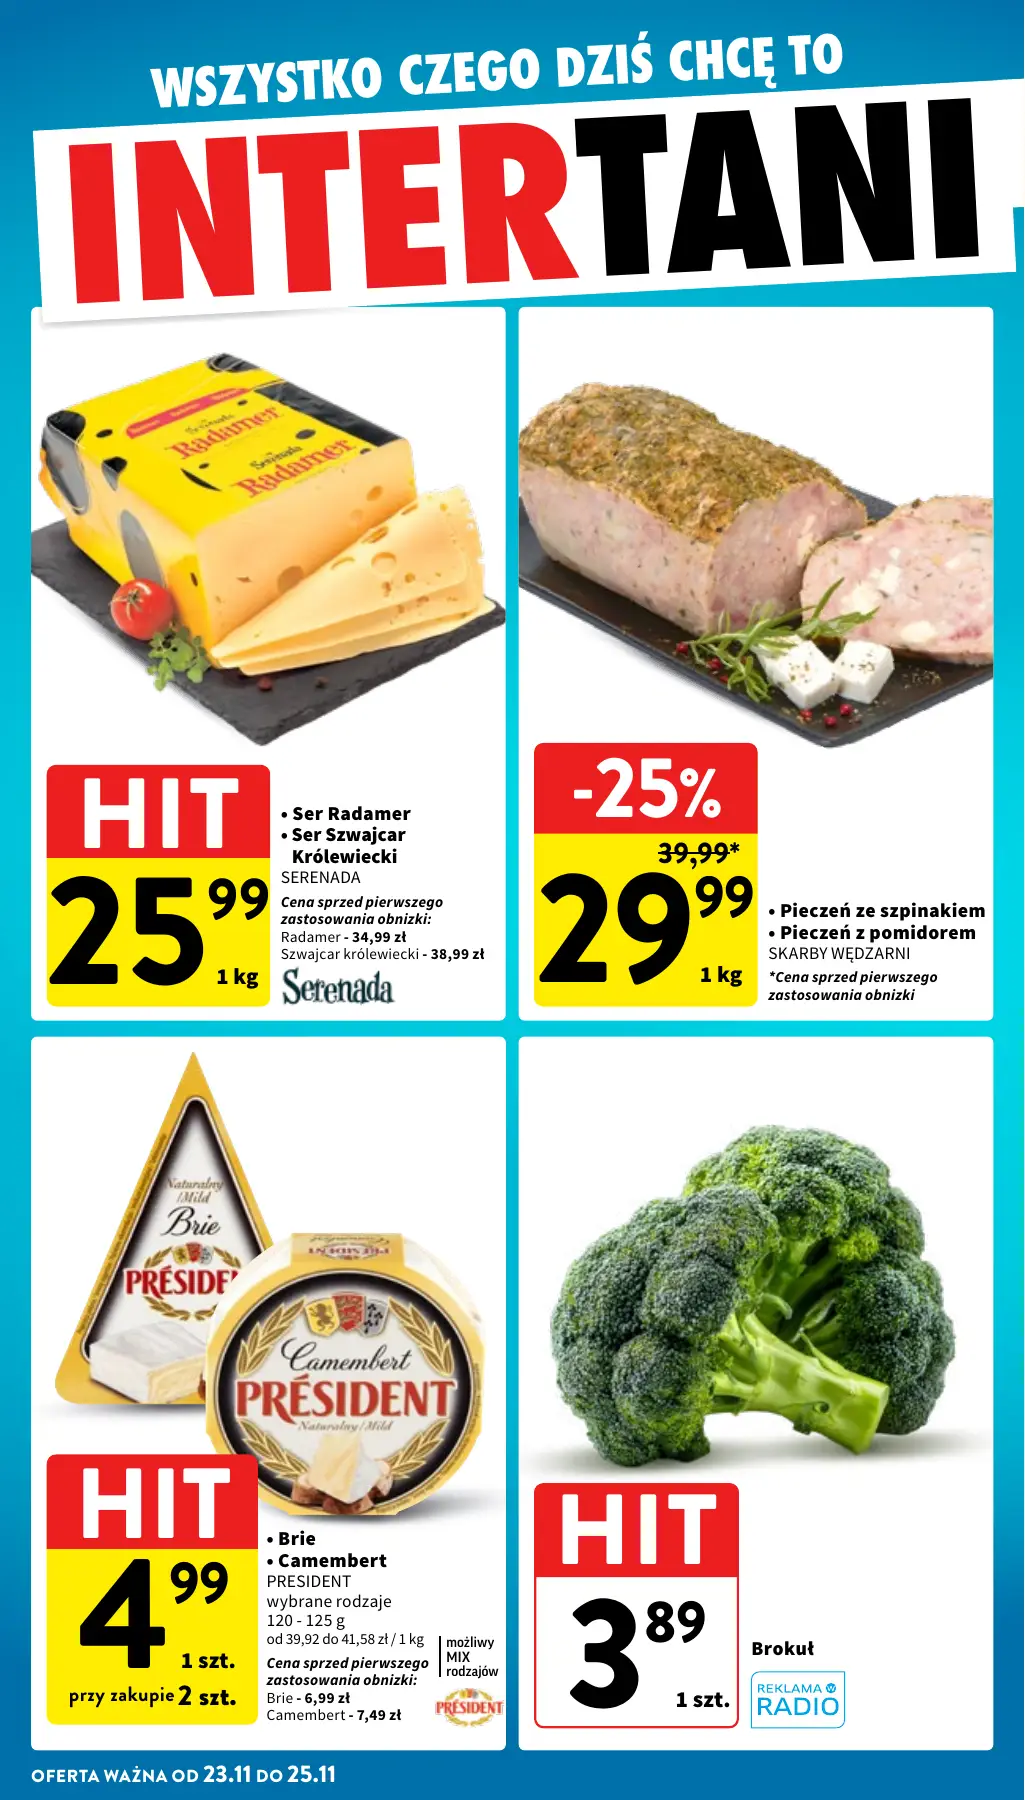 WSZYSTKO CZEGO DZIŚ CHCĘ TO
INTERTANI
Serenada
Radamer
Serenada
Radamer
HIT
25 99
1 kg
• Ser Radamer
• Ser Szwajcar
Królewiecki
SERENADA
Cena sprzed pierwszego
zastosowania obniżki:
Radamer - 34,99 zł
Szwajcar królewiecki - 38,99 zł
Serenada
-25%
39,99*
29 99
1 kg
• Pieczeń ze szpinakiem
• Pieczeń z pomidorem
SKARBY WĘDZARNI
*Cena sprzed pierwszego
zastosowania obniżki
Naturalny
/Mild
Brie
PRÉSIDE
PRÉSIDENT
Camembert
PRÉSIDENT
Naturalny/Mild
HIT
4 99
1 szt.
przy zakupie 2 szt.
• Brie
• Camembert
PRESIDENT
wybrane rodzaje
120 - 125 g
od 39,92 do 41,58 zł / 1 kg
Cena sprzed pierwszego
zastosowania obniżki:
Brie - 6,99 zł
Camembert - 7,49 zł
możliwy
MIX
rodzajów
PRÉSIDENT
HIT
3 89
1 szt.
Brokuł
REKLAMA W
RADIO
OFERTA WAŻNA OD 23.11 DO 25.11